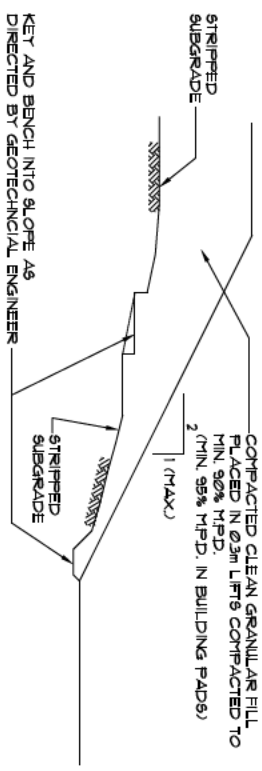 COMPACTED CLEAN GRANULAR FILL
PLACED IN 0.3m LIFTS COMPACTED TO
MIN. 90% M.P.D.
(MIN. 95% M.P.D. IN BUILDING PADS)
2
1 (MAX.)
STRIPPED
SUBGRADE
STRIPPED
SUBGRADE
KEY AND BENCH INTO SLOPE AS
DIRECTED BY GEOTECHNCIAL ENGINEER